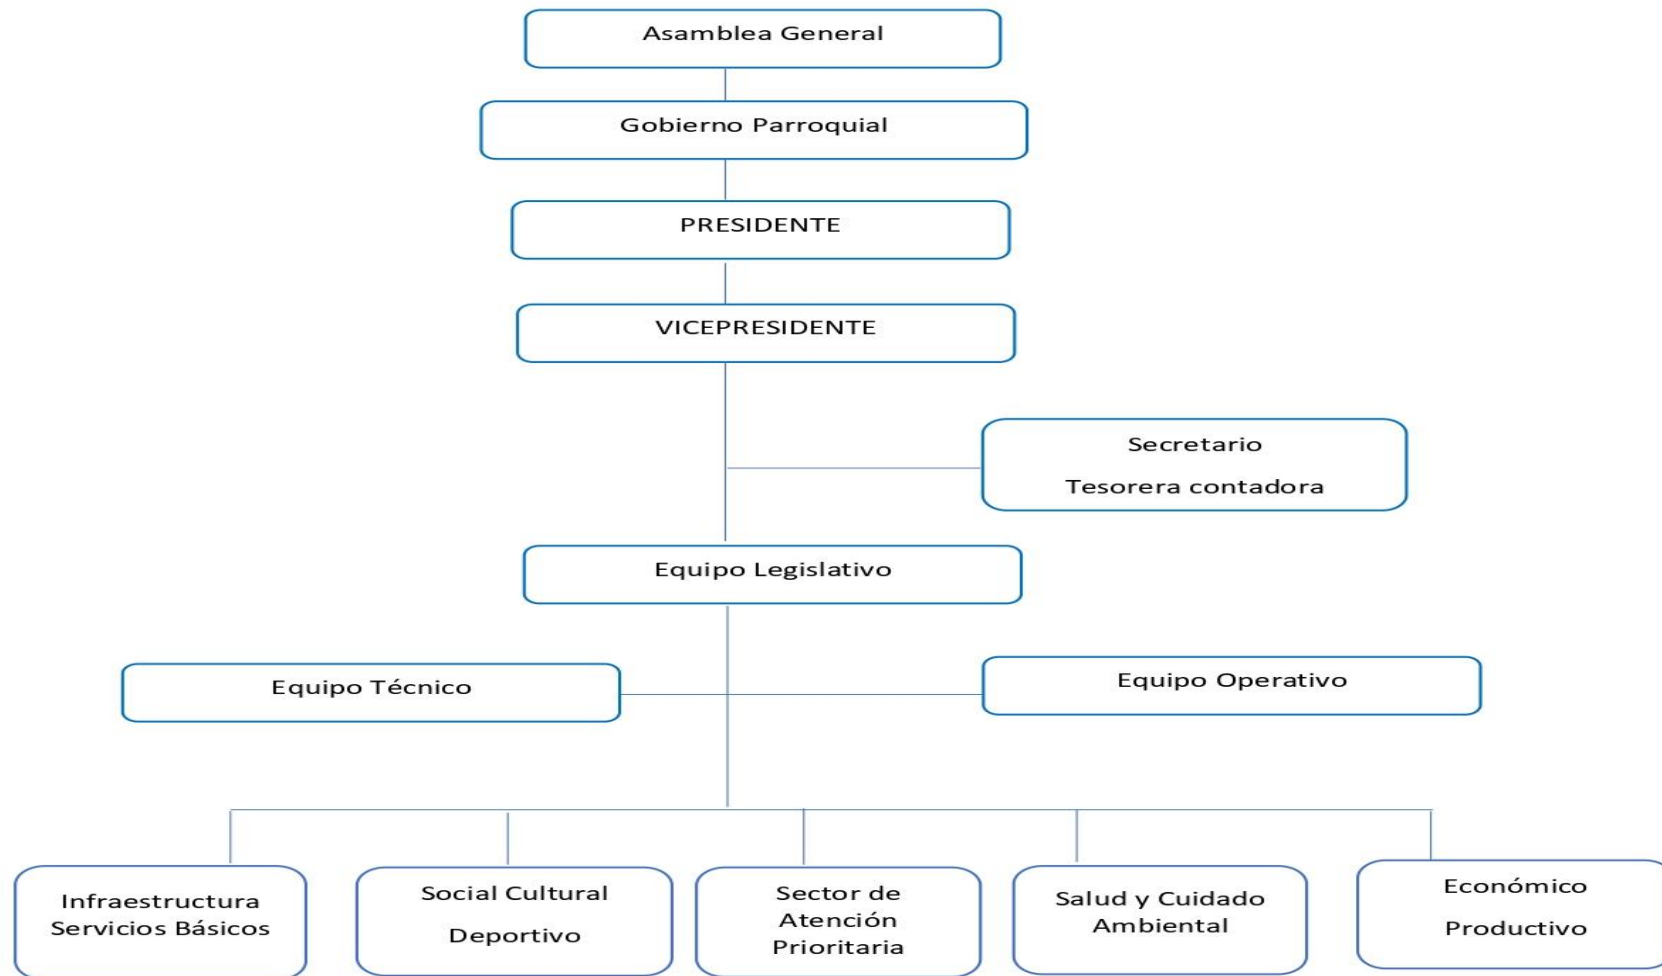 Asamblea General
Gobierno Parroquial
PRESIDENTE
VICEPRESIDENTE
Secretario
Tesorera contadora
Equipo Legislativo
Equipo Técnico
Equipo Operativo
Infraestructura
Servicios Básicos
Social Cultural
Deportivo
Sector de
Atención
Prioritaria
Salud y Cuidado
Ambiental
Económico
Productivo